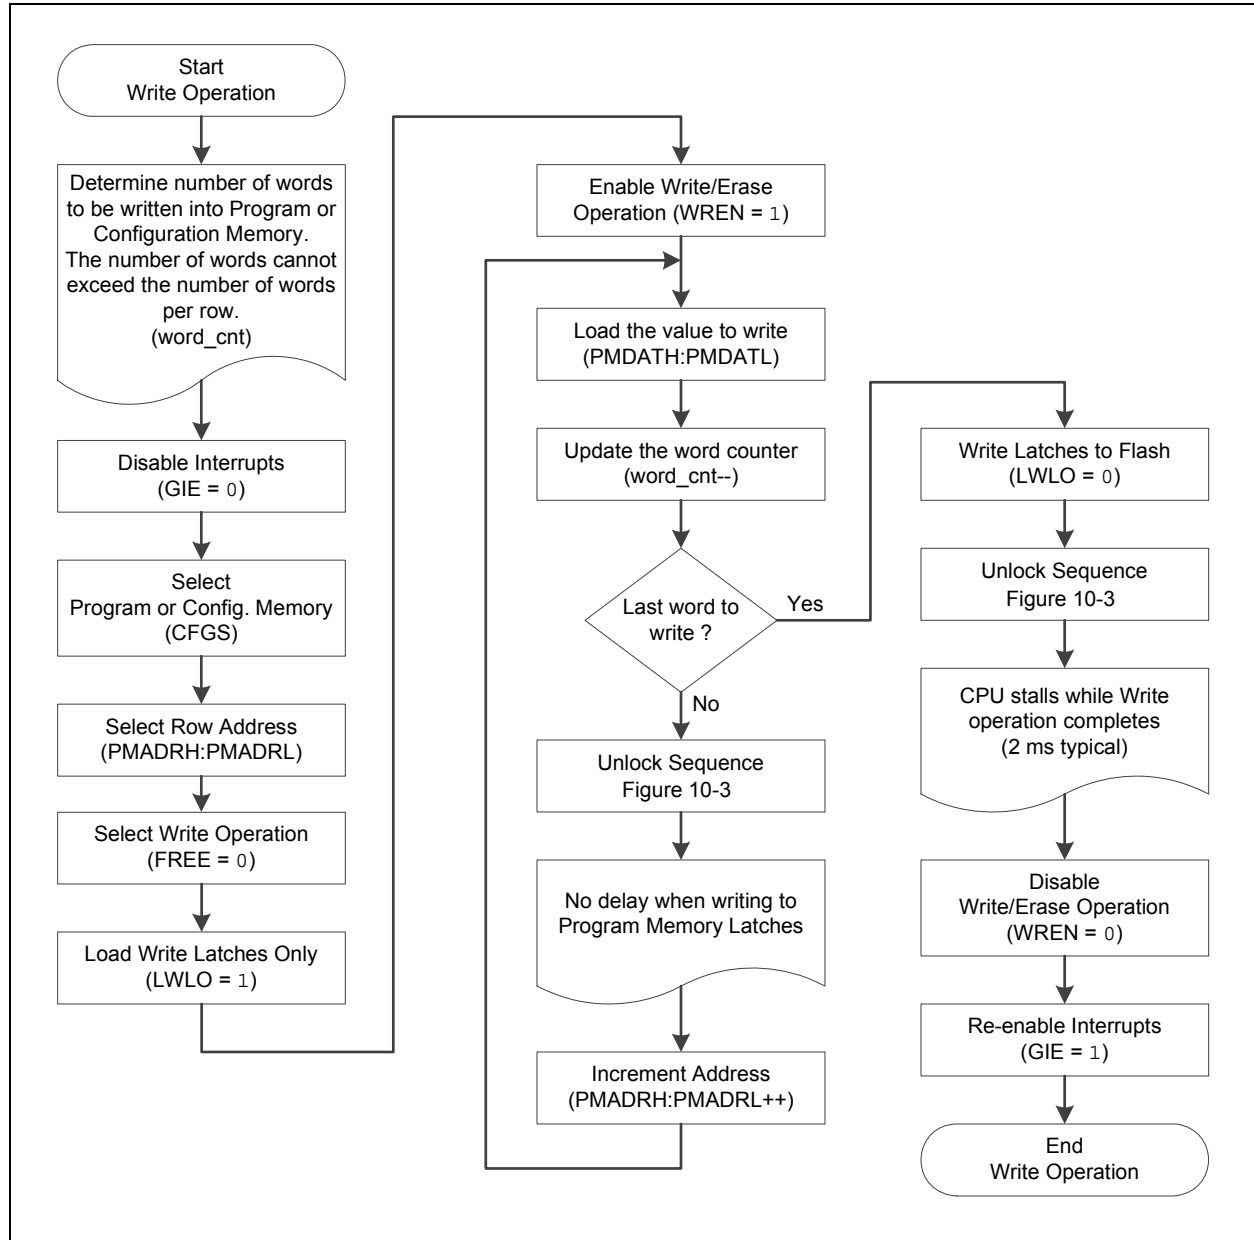 Start
Write Operation
Determine number of words
to be written into Program or
Configuration Memory.
The number of words cannot
exceed the number of words
per row.
(word_cnt)
Disable Interrupts
(GIE = 0)
Select
Program or Config. Memory
(CFGS)
Select Row Address
(PMADRH:PMADRL)
Select Write Operation
(FREE = 0)
Load Write Latches Only
(LWLO = 1)
Enable Write/Erase
Operation (WREN = 1)
Load the value to write
(PMDATH:PMDATL)
Update the word counter
(word_cnt--)
Last word to
write ?
Yes
No
Unlock Sequence
Figure 10-3
No delay when writing to
Program Memory Latches
Increment Address
(PMADRH:PMADRL++)
Write Latches to Flash
(LWLO = 0)
Unlock Sequence
Figure 10-3
CPU stalls while Write
operation completes
(2 ms typical)
Disable
Write/Erase Operation
(WREN = 0)
Re-enable Interrupts
(GIE = 1)
End
Write Operation